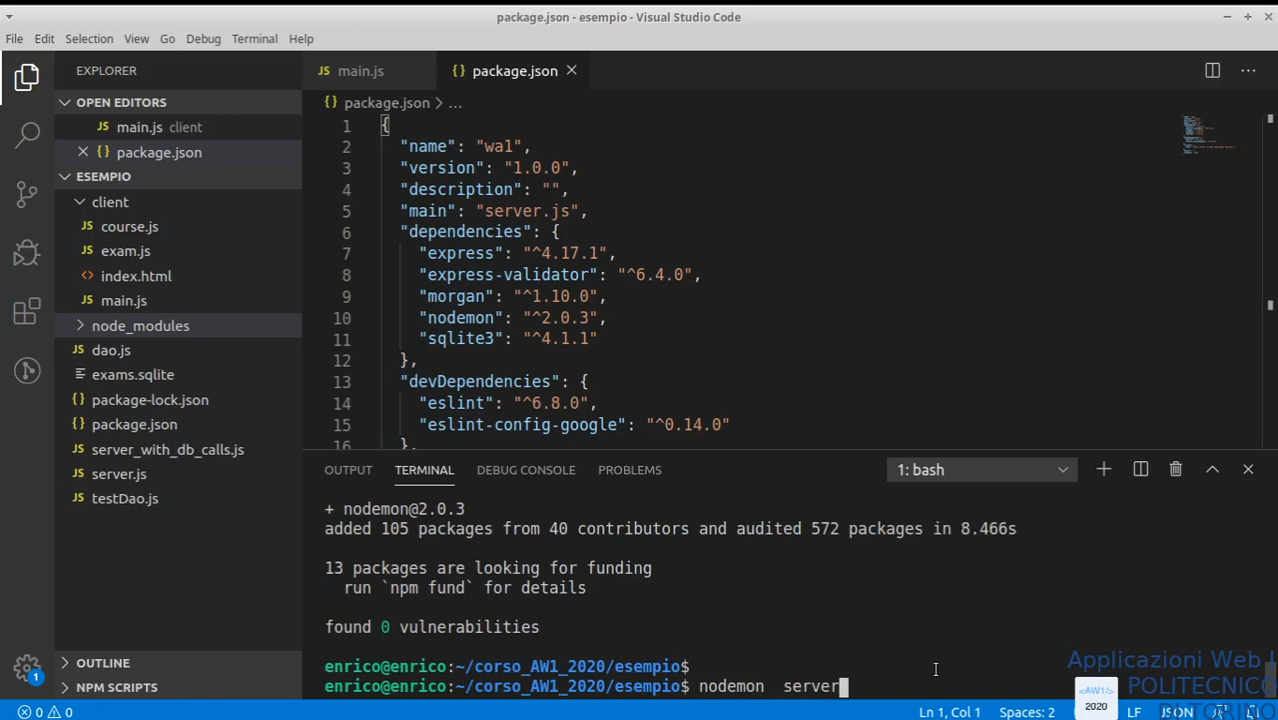 package.json - esempio - Visual Studio Code
File Edit Selection View Go Debug Terminal Help
EXPLORER
OPEN EDITORS
main.js client
package.json
ESEMPIO
client
course.js
exam.js
index.html
main.js
node_modules
dao.js
exams.sqlite
package-lock.json
package.json
server_with_db_calls.js
server.js
testDao.js
OUTLINE
NPM SCRIPTS
JS main.js {} package.json
{} package.json > ...
1 {
2 "name": "wa1",
3 "version": "1.0.0",
4 "description": "",
5 "main": "server.js",
6 "dependencies": {
7 "express": "^4.17.1",
8 "express-validator": "^6.4.0",
9 "morgan": "^1.10.0",
10 "nodemon": "^2.0.3",
11 "sqlite3": "^4.1.1"
12 },
13 "devDependencies": {
14 "eslint": "^6.8.0",
15 "eslint-config-google": "^0.14.0"
16 },
OUTPUT TERMINAL DEBUG CONSOLE PROBLEMS 1: bash
+ nodemon@2.0.3
added 105 packages from 40 contributors and audited 572 packages in 8.466s
13 packages are looking for funding
run `npm fund` for details
found 0 vulnerabilities
enrico@enrico:~/corso_AW1_2020/esempio$
enrico@enrico:~/corso_AW1_2020/esempio$ nodemon  server
Applicazioni Web I
POLITECNICO
DI TORINO
<AW1/>
2020
1
0 0 Ln 1, Col 1 Spaces: 2 LF JSON